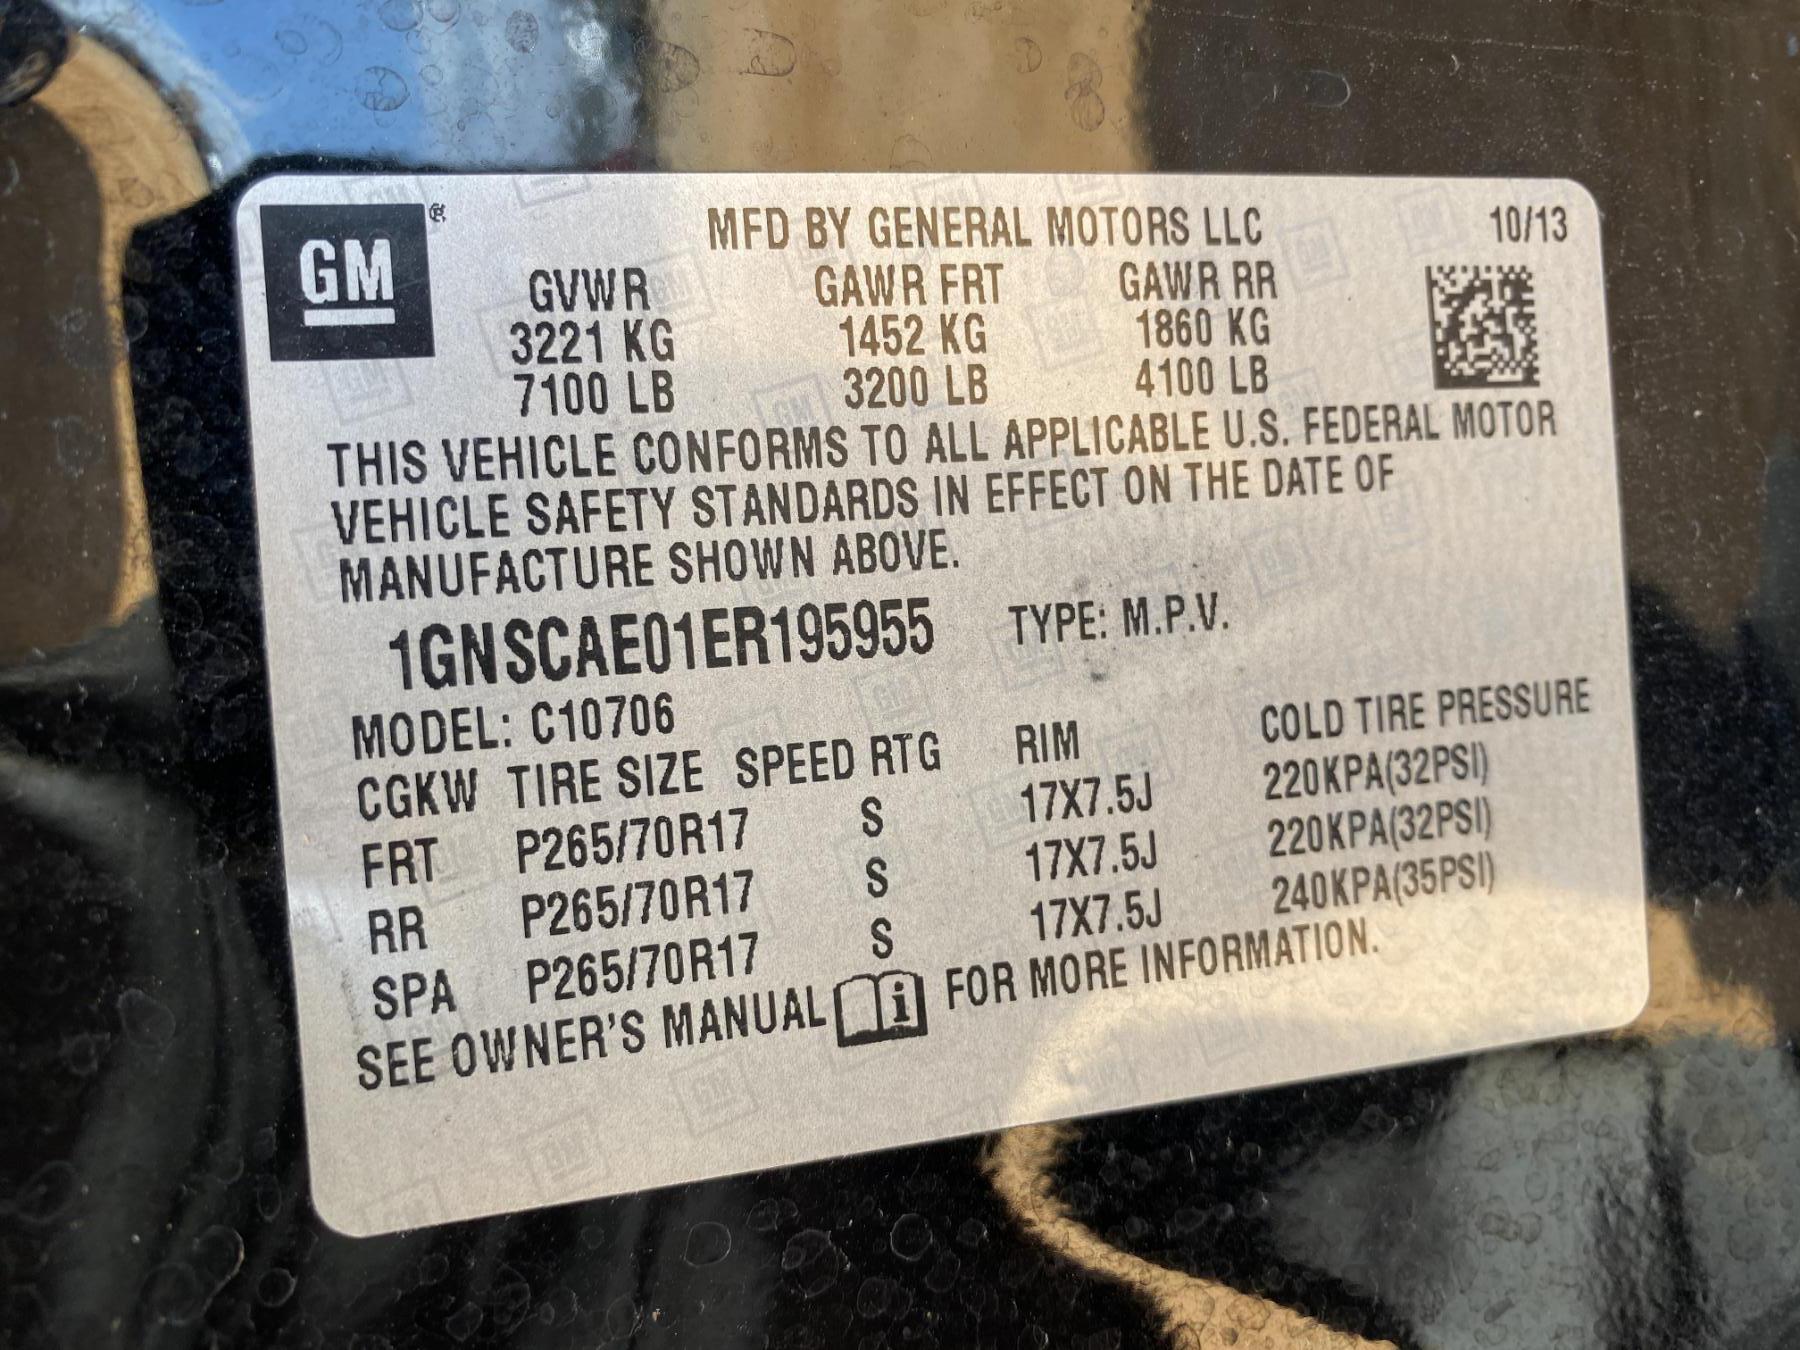 GM ®
MFD BY GENERAL MOTORS LLC 10/13
GVWR GAWR FRT GAWR RR
3221 KG 1452 KG 1860 KG
7100 LB 3200 LB 4100 LB
THIS VEHICLE CONFORMS TO ALL APPLICABLE U.S. FEDERAL MOTOR
VEHICLE SAFETY STANDARDS IN EFFECT ON THE DATE OF
MANUFACTURE SHOWN ABOVE.
1GNSCAE01ER195955 TYPE: M.P.V.
MODEL: C10706
CGKW TIRE SIZE SPEED RTG RIM COLD TIRE PRESSURE
FRT P265/70R17 S 17X7.5J 220KPA(32PSI)
RR P265/70R17 S 17X7.5J 220KPA(32PSI)
SPA P265/70R17 S 17X7.5J 240KPA(35PSI)
SEE OWNER'S MANUAL i FOR MORE INFORMATION.